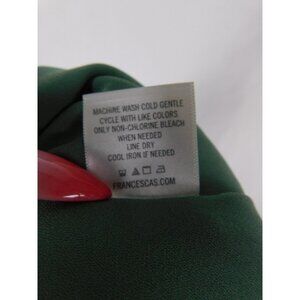 MACHINE WASH COLD GENTLE
CYCLE WITH LIKE COLORS
ONLY NON-CHLORINE BLEACH
WHEN NEEDED
LINE DRY
COOL IRON IF NEEDED
FRANCESCAS.COM